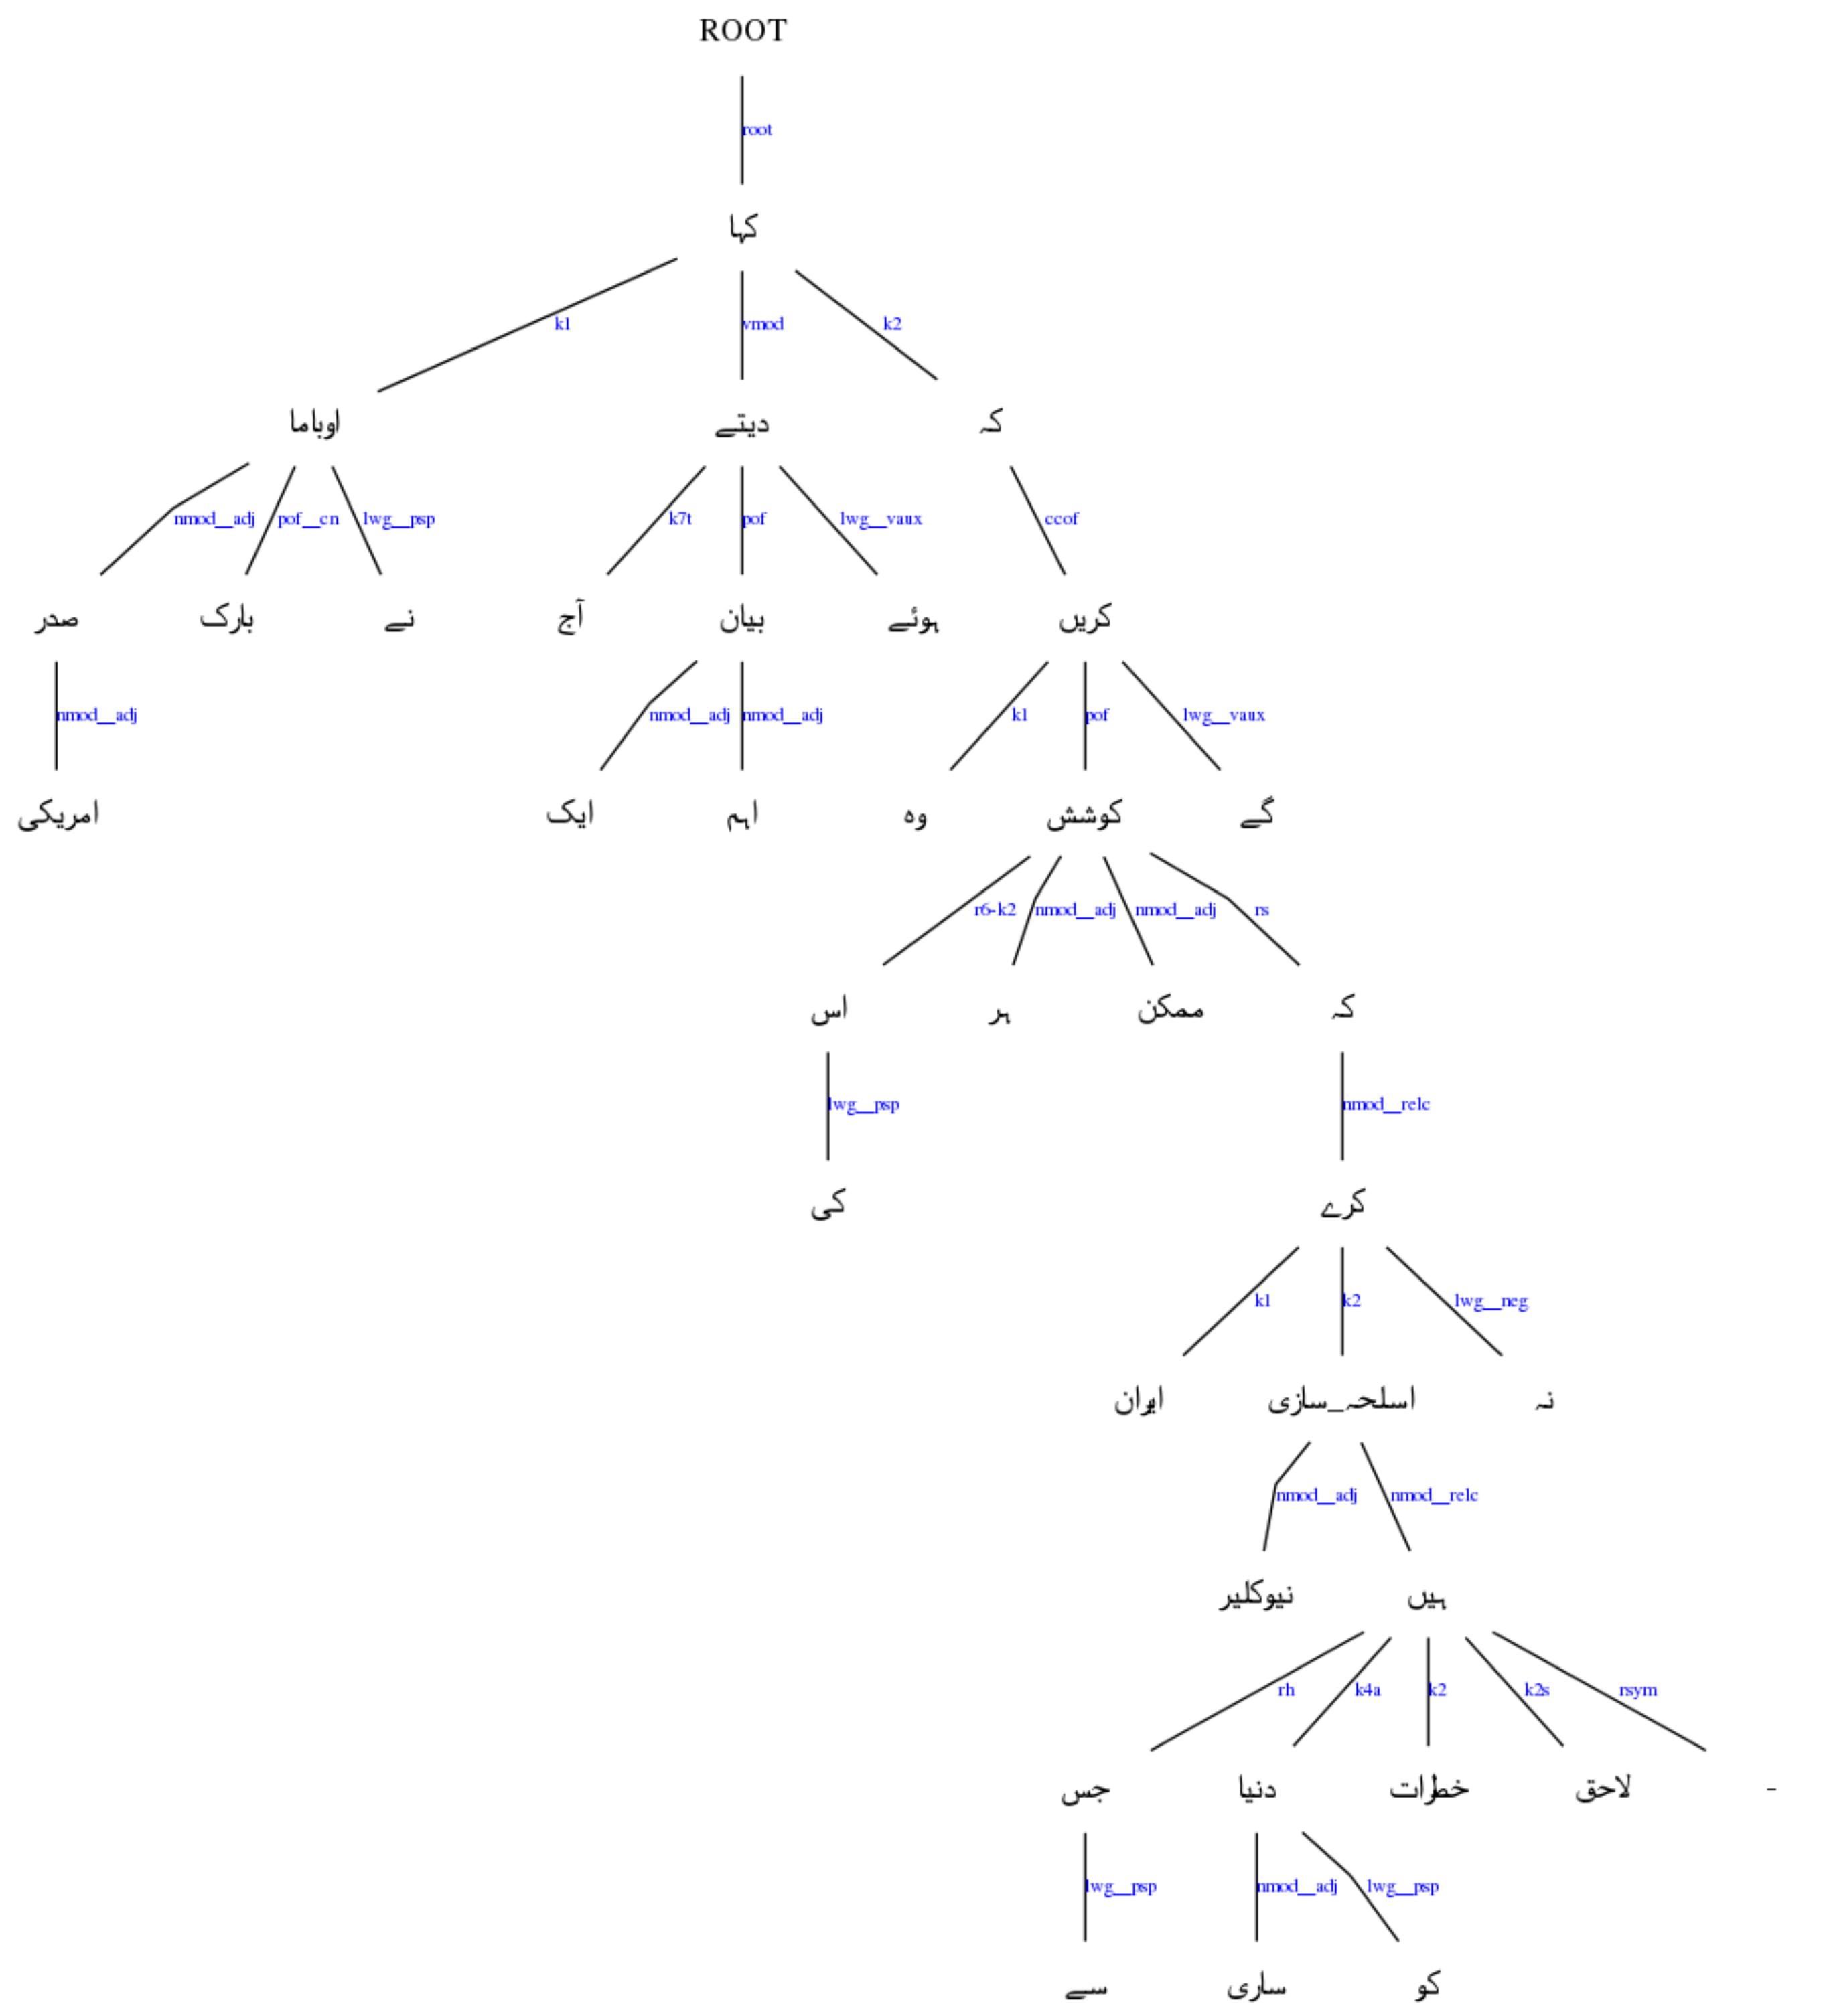 ROOT
root
کہا
k1 vmod k2
اوباما دیتے کہ
nmod__adj pof__cn lwg__psp k7t pof lwg__vaux ccof
صدر بارک نے آج بیان ہوئے کریں
nmod__adj nmod__adj nmod__adj k1 pof lwg__vaux
امریکی ایک اہم وہ کوشش گے
r6-k2 nmod__adj nmod__adj rs
اس ہر ممکن کہ
lwg__psp nmod__relc
کی کرے
k1 k2 lwg__neg
ایران اسلحہ_سازی نہ
nmod__adj nmod__relc
نیوکلیر ہیں
rh k4a k2 k2s rsym
جس دنیا خطرات لاحق -
lwg__psp nmod__adj lwg__psp
سے ساری کو